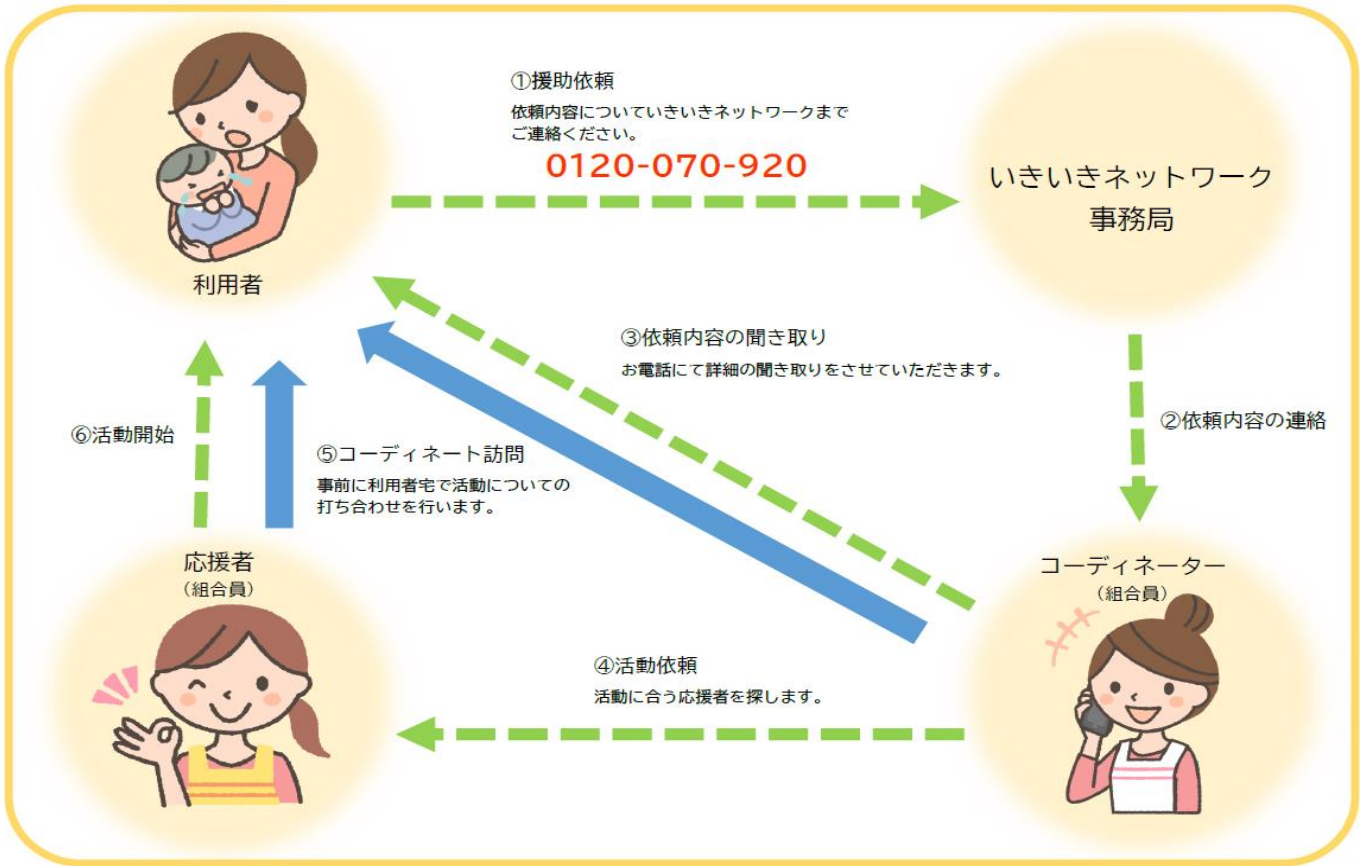 ①援助依頼
依頼内容についていきいきネットワークまで
ご連絡ください。
0120-070-920
いきいきネットワーク
事務局
利用者
③依頼内容の聞き取り
お電話にて詳細の聞き取りをさせていただきます。
②依頼内容の連絡
⑥活動開始
⑤コーディネート訪問
事前に利用者宅で活動についての
打ち合わせを行います。
応援者
（組合員）
コーディネーター
（組合員）
④活動依頼
活動に合う応援者を探します。